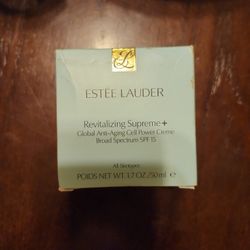 ESTĒE LAUDER
Revitalizing Supreme+
Global Anti-Aging Cell Power Creme
Broad Spectrum SPF 15
All Skintypes
POIDS NET WT. 1.7 OZ./50 ml ℮